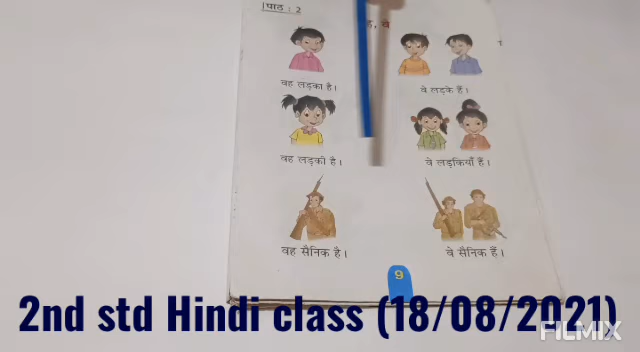 पाठ : 2
ह, वे
वह लड़का है।
वे लड़के हैं।
वह लड़की है।
वे लड़कियाँ हैं।
वह सैनिक है।
वे सैनिक हैं।
9
2nd std Hindi class (18/08/2021)
FILMIX